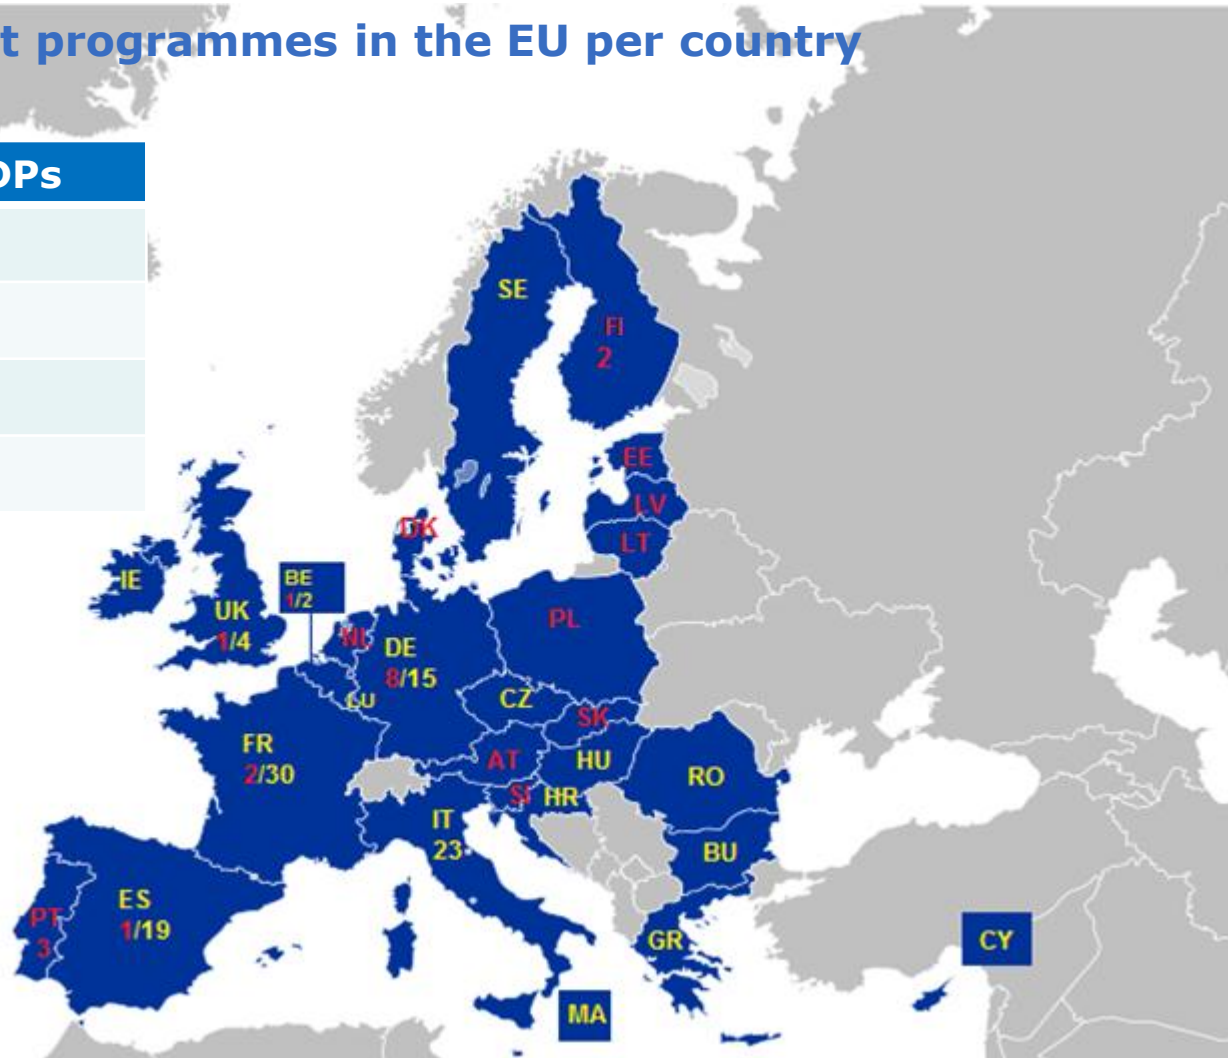 t programmes in the EU per country
DPs
SE
FI
2
EE
LV
LT
DK
IE
UK
1/4
BE
1/2
NL
DE
8/15
PL
LU
CZ
SK
FR
2/30
AT
HU
RO
SI
HR
IT
23
BU
ES
1/19
PT
3
GR
CY
MA